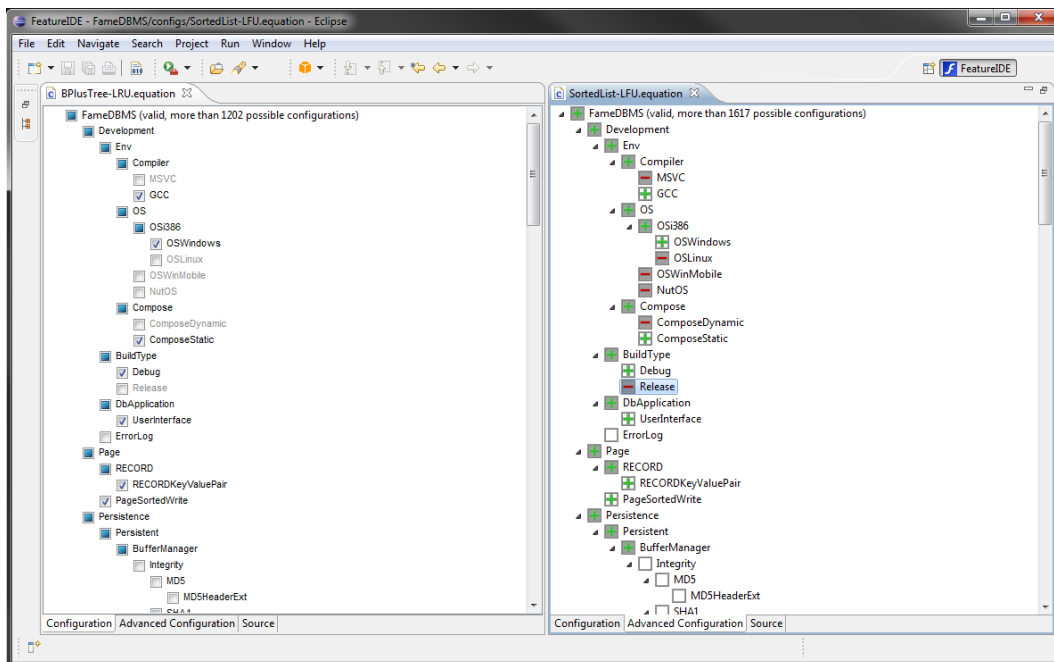 FeatureIDE - FameDBMS/configs/SortedList-LFU.equation - Eclipse
File Edit Navigate Search Project Run Window Help
FeatureIDE
BPlusTree-LRU.equation
FameDBMS (valid, more than 1202 possible configurations)
Development
Env
Compiler
MSVC
GCC
OS
OSi386
OSWindows
OSLinux
OSWinMobile
NutOS
Compose
ComposeDynamic
ComposeStatic
BuildType
Debug
Release
DbApplication
UserInterface
ErrorLog
Page
RECORD
RECORDKeyValuePair
PageSortedWrite
Persistence
Persistent
BufferManager
Integrity
MD5
MD5HeaderExt
SHA1
Configuration Advanced Configuration Source
SortedList-LFU.equation
FameDBMS (valid, more than 1617 possible configurations)
Development
Env
Compiler
MSVC
GCC
OS
OSi386
OSWindows
OSLinux
OSWinMobile
NutOS
Compose
ComposeDynamic
ComposeStatic
BuildType
Debug
Release
DbApplication
UserInterface
ErrorLog
Page
RECORD
RECORDKeyValuePair
PageSortedWrite
Persistence
Persistent
BufferManager
Integrity
MD5
MD5HeaderExt
SHA1
Configuration Advanced Configuration Source